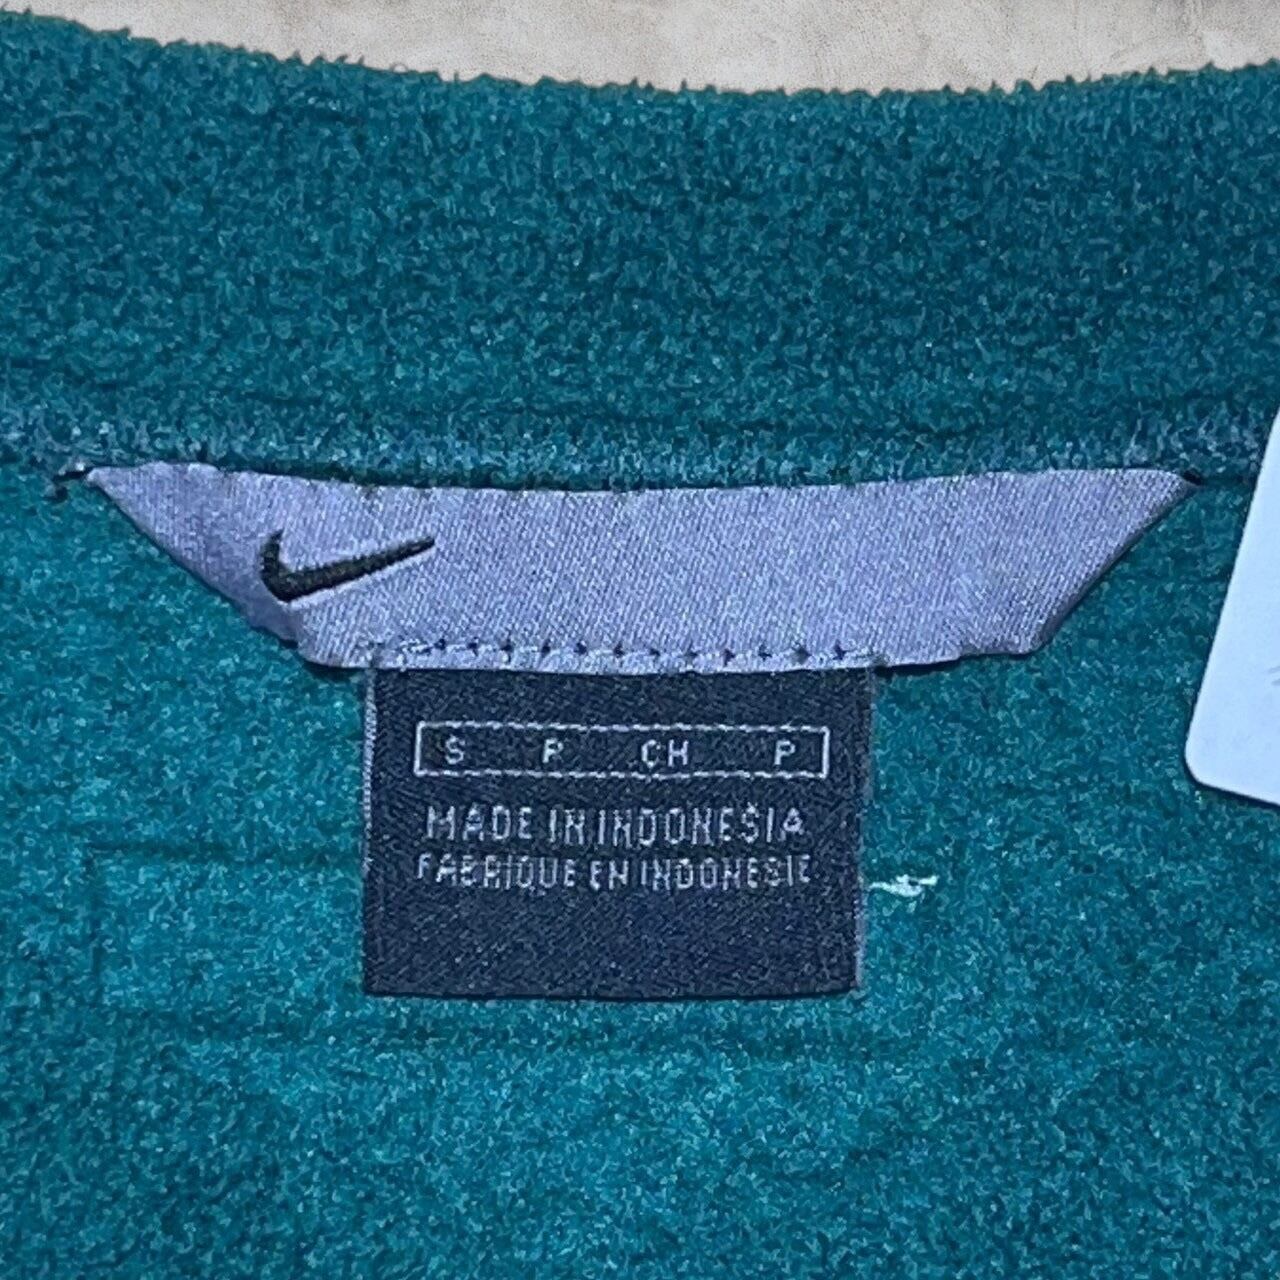 S P CH P
MADE IN INDONESIA
FABRIQUE EN INDONESIE